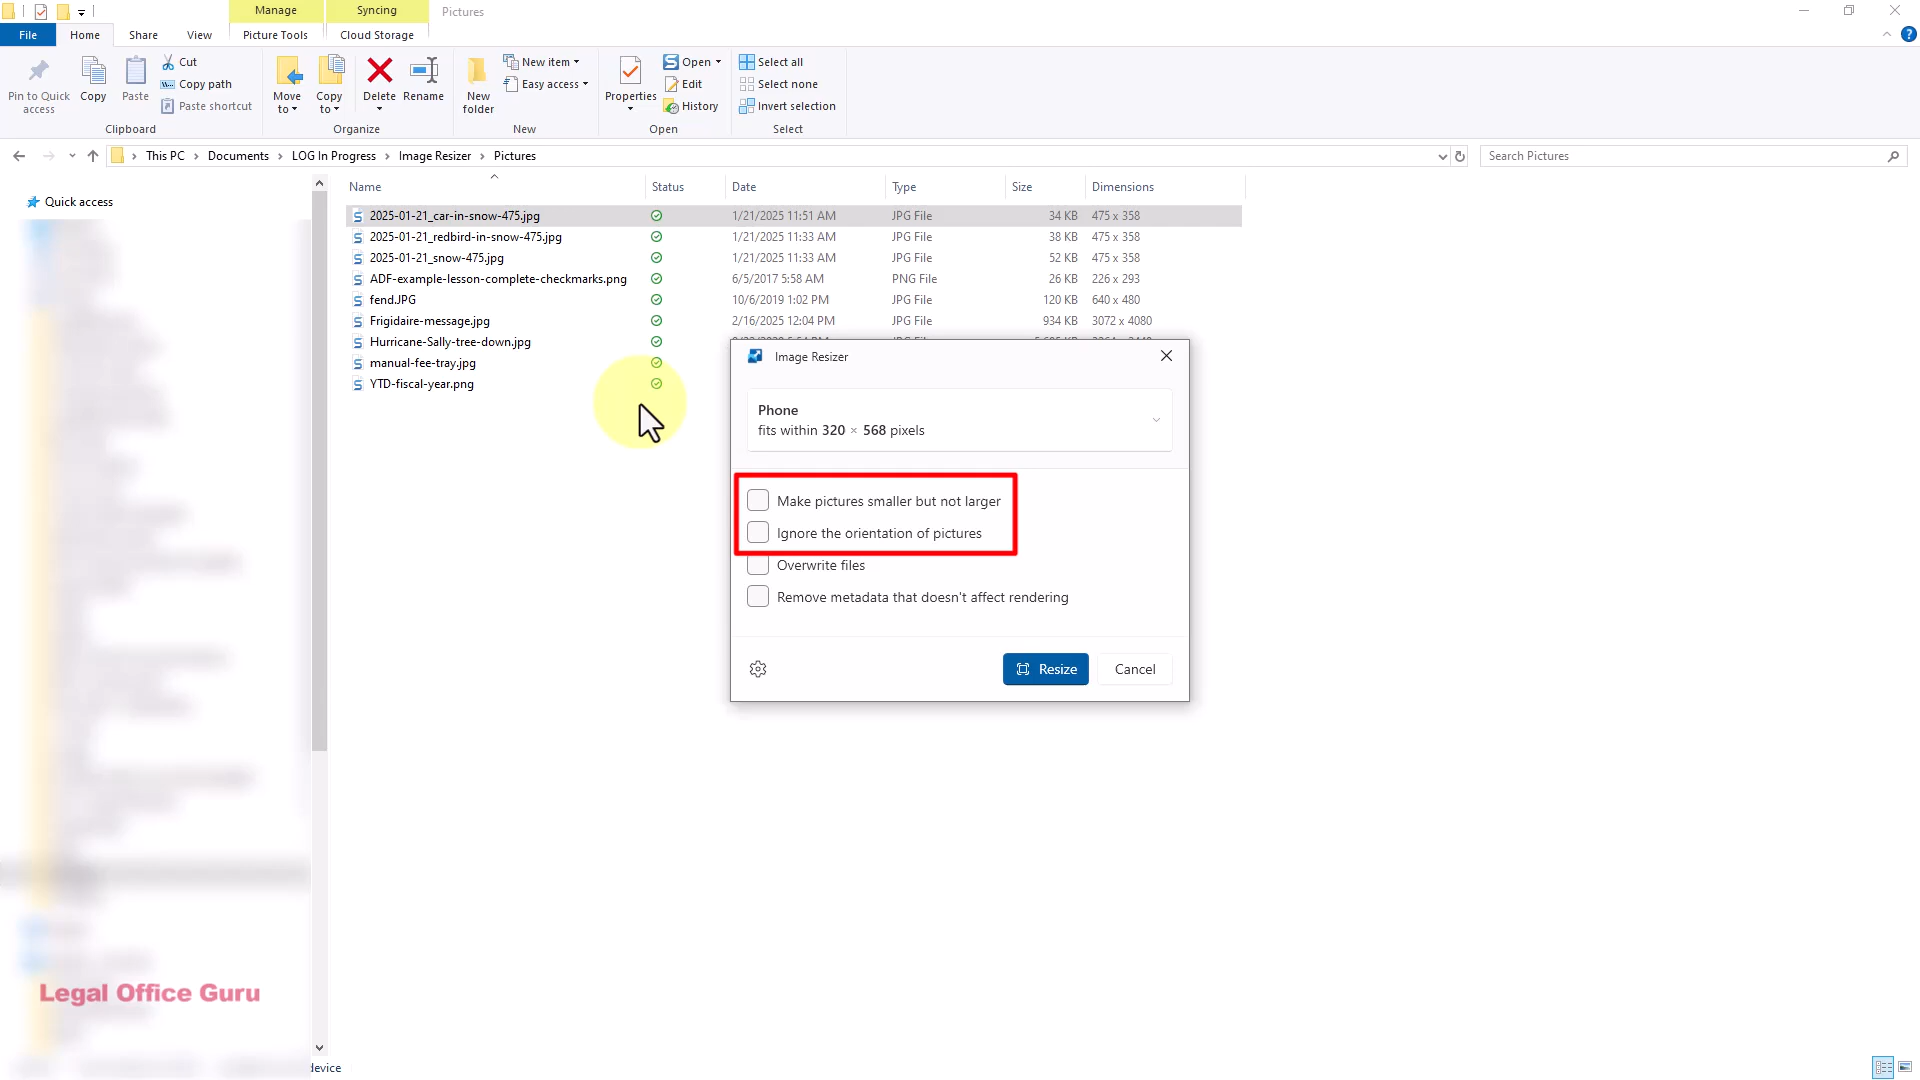 Manage
Syncing
Pictures
File
Home
Share
View
Picture Tools
Cloud Storage
?
Pin to Quick access
Copy
Paste
Cut
Copy path
Paste shortcut
Clipboard
Move to
Copy to
Delete
Rename
Organize
New folder
New item
Easy access
New
Properties
Open
Edit
History
Open
Select all
Select none
Invert selection
Select
This PC > Documents > LOG In Progress > Image Resizer > Pictures
Search Pictures
Quick access
Name Status Date Type Size Dimensions
2025-01-21_car-in-snow-475.jpg 1/21/2025 11:51 AM JPG File 34 KB 475 x 358
2025-01-21_redbird-in-snow-475.jpg 1/21/2025 11:33 AM JPG File 38 KB 475 x 358
2025-01-21_snow-475.jpg 1/21/2025 11:33 AM JPG File 52 KB 475 x 358
ADF-example-lesson-complete-checkmarks.png 6/5/2017 5:58 AM PNG File 26 KB 226 x 293
fend.JPG 10/6/2019 1:02 PM JPG File 120 KB 640 x 480
Frigidaire-message.jpg 2/16/2025 12:04 PM JPG File 934 KB 3072 x 4080
Hurricane-Sally-tree-down.jpg
manual-fee-tray.jpg
YTD-fiscal-year.png
Image Resizer
Phone
fits within 320 × 568 pixels
Make pictures smaller but not larger
Ignore the orientation of pictures
Overwrite files
Remove metadata that doesn't affect rendering
Resize
Cancel
Legal Office Guru
device